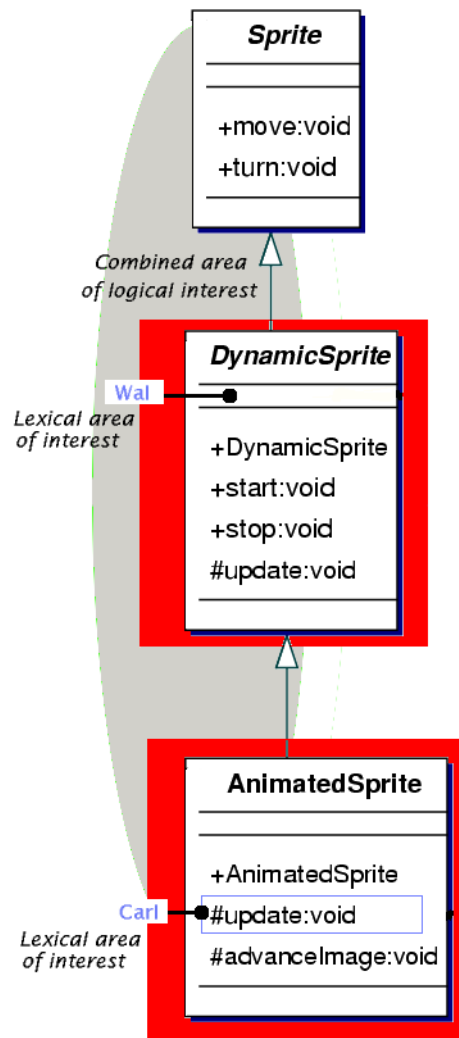 Sprite
+move:void
+turn:void
Combined area
of logical interest
DynamicSprite
Wal
Lexical area
of interest
+DynamicSprite
+start:void
+stop:void
#update:void
AnimatedSprite
+AnimatedSprite
Carl
#update:void
Lexical area
of interest
#advanceImage:void